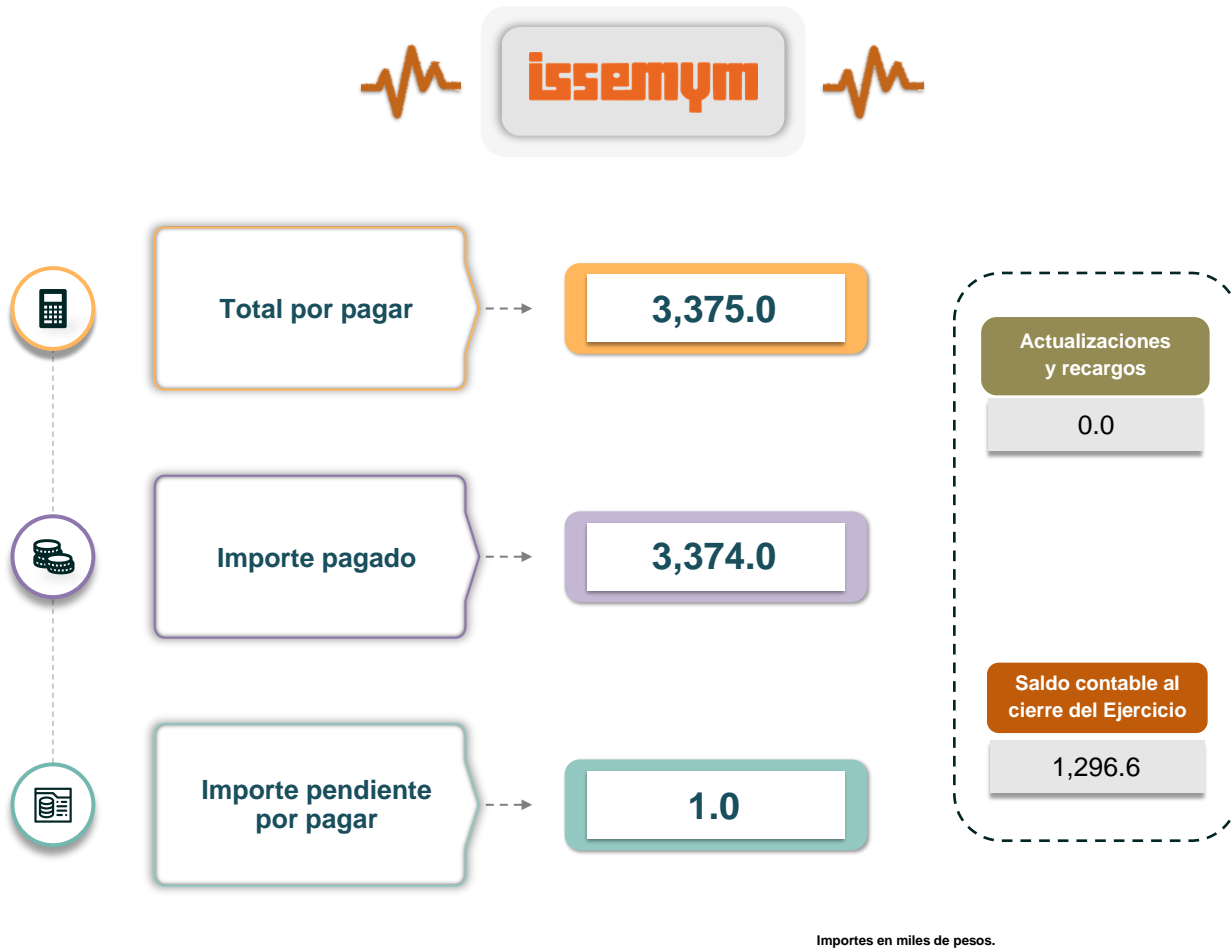 issemym
Total por pagar
3,375.0
Actualizaciones
y recargos
0.0
Importe pagado
3,374.0
Saldo contable al
cierre del Ejercicio
1,296.6
Importe pendiente
por pagar
1.0
Importes en miles de pesos.